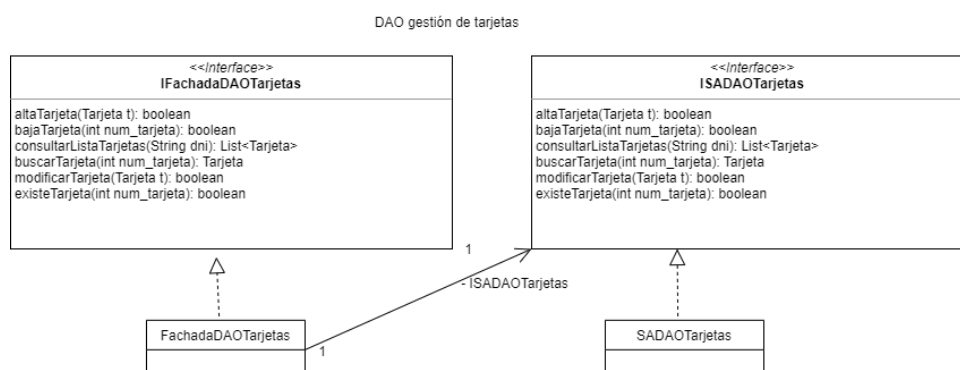 DAO gestión de tarjetas
<<Interface>>
IFachadaDAOTarjetas
altaTarjeta(Tarjeta t): boolean
bajaTarjeta(int num_tarjeta): boolean
consultarListaTarjetas(String dni): List<Tarjeta>
buscarTarjeta(int num_tarjeta): Tarjeta
modificarTarjeta(Tarjeta t): boolean
existeTarjeta(int num_tarjeta): boolean
<<Interface>>
ISADAOTarjetas
altaTarjeta(Tarjeta t): boolean
bajaTarjeta(int num_tarjeta): boolean
consultarListaTarjetas(String dni): List<Tarjeta>
buscarTarjeta(int num_tarjeta): Tarjeta
modificarTarjeta(Tarjeta t): boolean
existeTarjeta(int num_tarjeta): boolean
1
- ISADAOTarjetas
FachadaDAOTarjetas
1
SADAOTarjetas